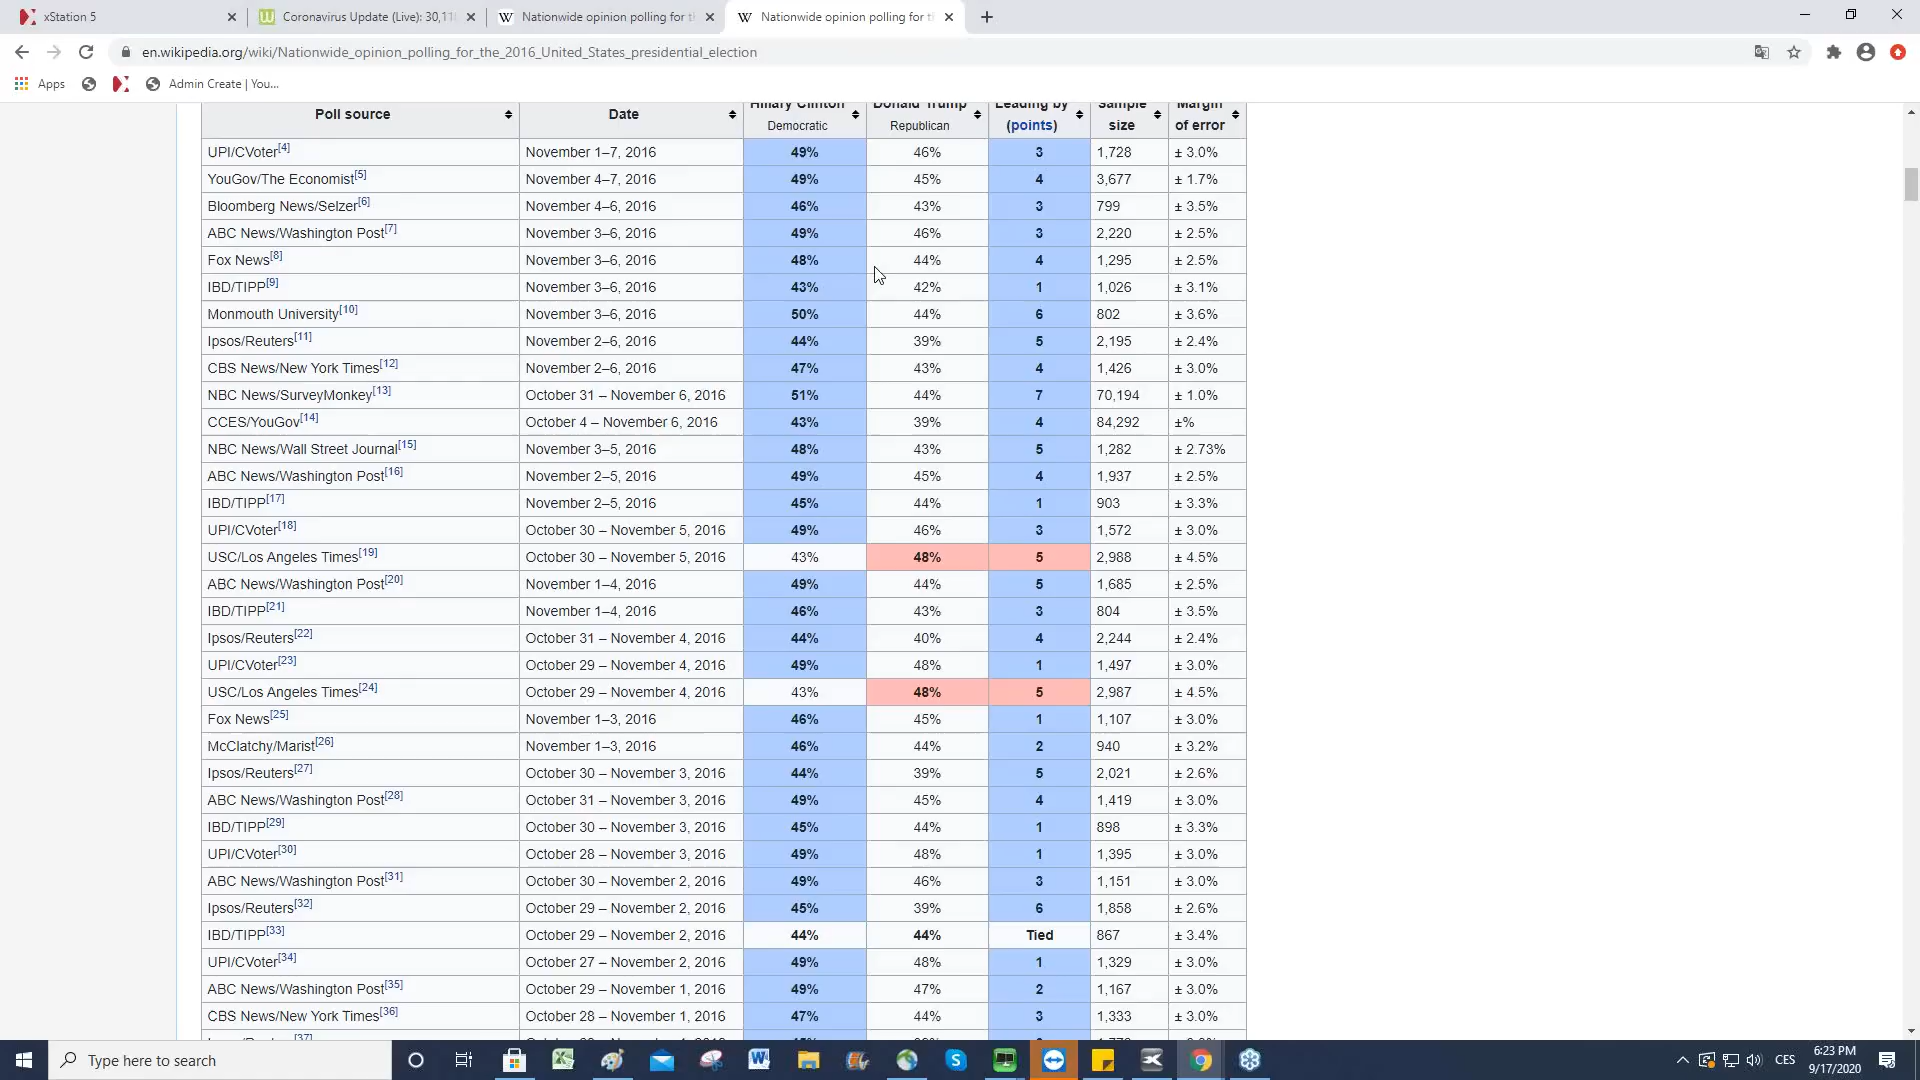 xStation 5
Coronavirus Update (Live): 30,11
Nationwide opinion polling for t
Nationwide opinion polling for t
en.wikipedia.org/wiki/Nationwide_opinion_polling_for_the_2016_United_States_presidential_election
Apps
Admin Create | You...
Poll source Date Hillary Clinton Democratic Donald Trump Republican Leading by (points) Sample size Margin of error
UPI/CVoter[4] November 1–7, 2016 49% 46% 3 1,728 ± 3.0%
YouGov/The Economist[5] November 4–7, 2016 49% 45% 4 3,677 ± 1.7%
Bloomberg News/Selzer[6] November 4–6, 2016 46% 43% 3 799 ± 3.5%
ABC News/Washington Post[7] November 3–6, 2016 49% 46% 3 2,220 ± 2.5%
Fox News[8] November 3–6, 2016 48% 44% 4 1,295 ± 2.5%
IBD/TIPP[9] November 3–6, 2016 43% 42% 1 1,026 ± 3.1%
Monmouth University[10] November 3–6, 2016 50% 44% 6 802 ± 3.6%
Ipsos/Reuters[11] November 2–6, 2016 44% 39% 5 2,195 ± 2.4%
CBS News/New York Times[12] November 2–6, 2016 47% 43% 4 1,426 ± 3.0%
NBC News/SurveyMonkey[13] October 31 – November 6, 2016 51% 44% 7 70,194 ± 1.0%
CCES/YouGov[14] October 4 – November 6, 2016 43% 39% 4 84,292 ±%
NBC News/Wall Street Journal[15] November 3–5, 2016 48% 43% 5 1,282 ± 2.73%
ABC News/Washington Post[16] November 2–5, 2016 49% 45% 4 1,937 ± 2.5%
IBD/TIPP[17] November 2–5, 2016 45% 44% 1 903 ± 3.3%
UPI/CVoter[18] October 30 – November 5, 2016 49% 46% 3 1,572 ± 3.0%
USC/Los Angeles Times[19] October 30 – November 5, 2016 43% 48% 5 2,988 ± 4.5%
ABC News/Washington Post[20] November 1–4, 2016 49% 44% 5 1,685 ± 2.5%
IBD/TIPP[21] November 1–4, 2016 46% 43% 3 804 ± 3.5%
Ipsos/Reuters[22] October 31 – November 4, 2016 44% 40% 4 2,244 ± 2.4%
UPI/CVoter[23] October 29 – November 4, 2016 49% 48% 1 1,497 ± 3.0%
USC/Los Angeles Times[24] October 29 – November 4, 2016 43% 48% 5 2,987 ± 4.5%
Fox News[25] November 1–3, 2016 46% 45% 1 1,107 ± 3.0%
McClatchy/Marist[26] November 1–3, 2016 46% 44% 2 940 ± 3.2%
Ipsos/Reuters[27] October 30 – November 3, 2016 44% 39% 5 2,021 ± 2.6%
ABC News/Washington Post[28] October 31 – November 3, 2016 49% 45% 4 1,419 ± 3.0%
IBD/TIPP[29] October 30 – November 3, 2016 45% 44% 1 898 ± 3.3%
UPI/CVoter[30] October 28 – November 3, 2016 49% 48% 1 1,395 ± 3.0%
ABC News/Washington Post[31] October 30 – November 2, 2016 49% 46% 3 1,151 ± 3.0%
Ipsos/Reuters[32] October 29 – November 2, 2016 45% 39% 6 1,858 ± 2.6%
IBD/TIPP[33] October 29 – November 2, 2016 44% 44% Tied 867 ± 3.4%
UPI/CVoter[34] October 27 – November 2, 2016 49% 48% 1 1,329 ± 3.0%
ABC News/Washington Post[35] October 29 – November 1, 2016 49% 47% 2 1,167 ± 3.0%
CBS News/New York Times[36] October 28 – November 1, 2016 47% 44% 3 1,333 ± 3.0%
[37]
Type here to search
CES
6:23 PM
9/17/2020